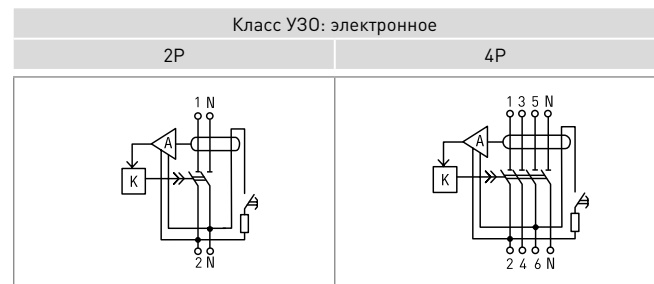 Класс УЗО: электронное
2P 4P
1 N 1 3 5 N
A A
K K
2 N 2 4 6 N